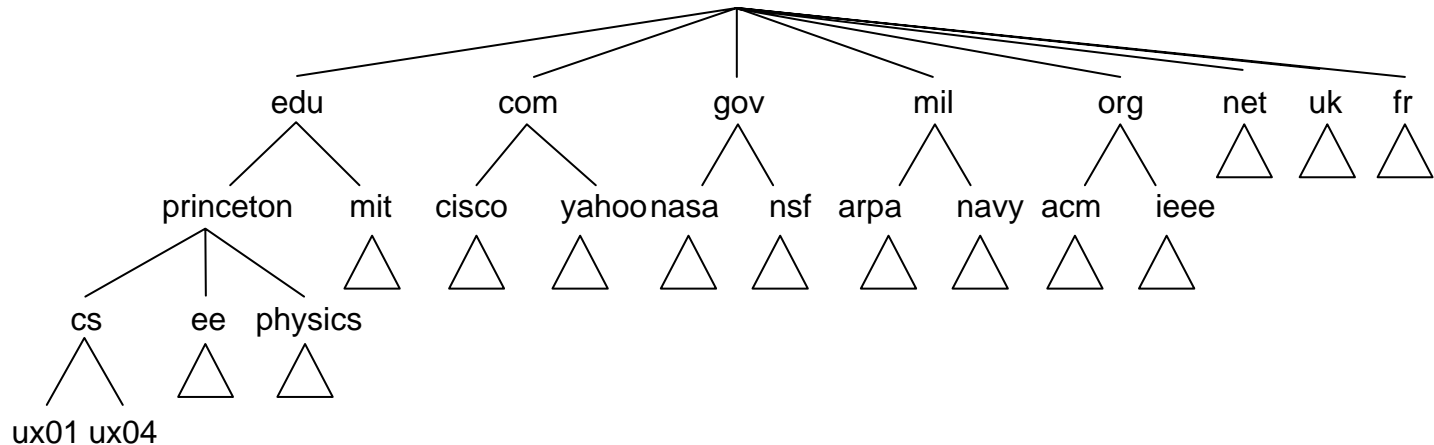 edu com gov mil org net uk fr
princeton mit cisco yahoo nasa nsf arpa navy acm ieee
cs ee physics
ux01 ux04